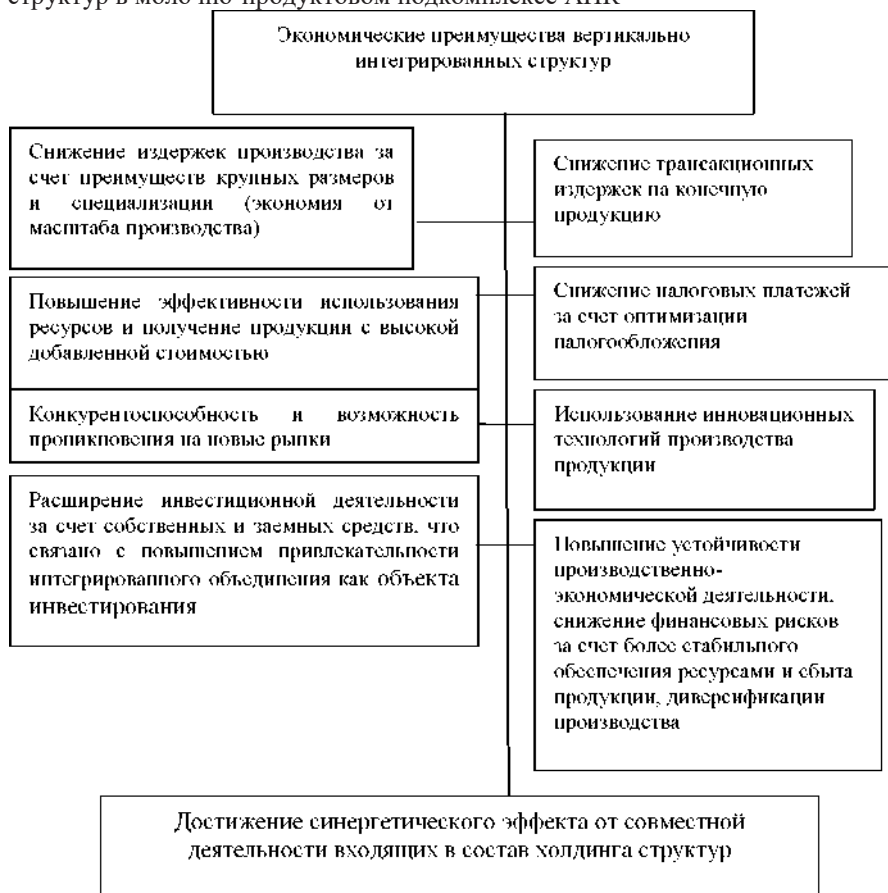 структур в молочно-продуктовом подкомплексе АПК
Экономические преимущества вертикально
интегрированных структур
Снижение издержек производства за
счет преимуществ крупных размеров
и специализации (экономия от
масштаба производства)
Снижение трансакционных
издержек на конечную
продукцию
Повышение эффективности использования
ресурсов и получение продукции с высокой
добавленной стоимостью
Снижение налоговых платежей
за счет оптимизации
налогообложения
Конкурентоспособность и возможность
проникновения на новые рынки
Использование инновационных
технологий производства
продукции
Расширение инвестиционной деятельности
за счет собственных и заемных средств, что
связано с повышением привлекательности
интегрированного объединения как объекта
инвестирования
Повышение устойчивости
производственно-
экономической деятельности,
снижение финансовых рисков
за счет более стабильного
обеспечения ресурсами и сбыта
продукции, диверсификации
производства
Достижение синергетического эффекта от совместной
деятельности входящих в состав холдинга структур